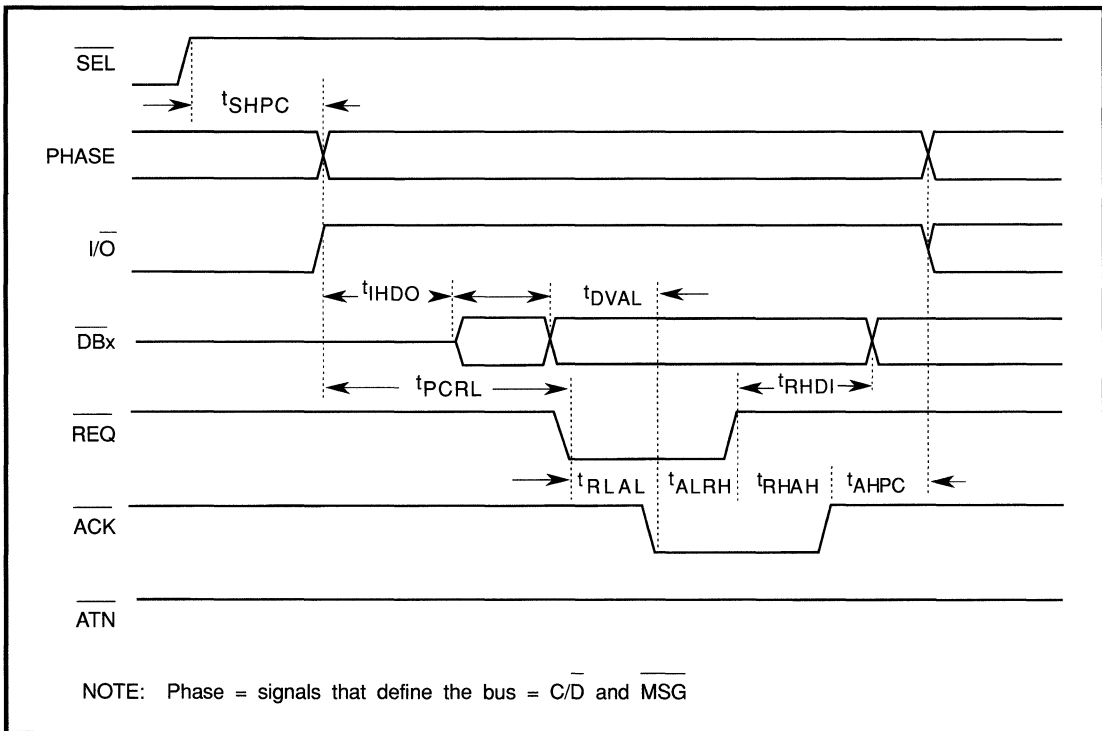 SEL
tSHPC
PHASE
I/O
tIHDO
tDVAL
DBx
tPCRL
tRHDI
REQ
tRLAL tALRH tRHAH tAHPC
ACK
ATN
NOTE: Phase = signals that define the bus = C/D and MSG